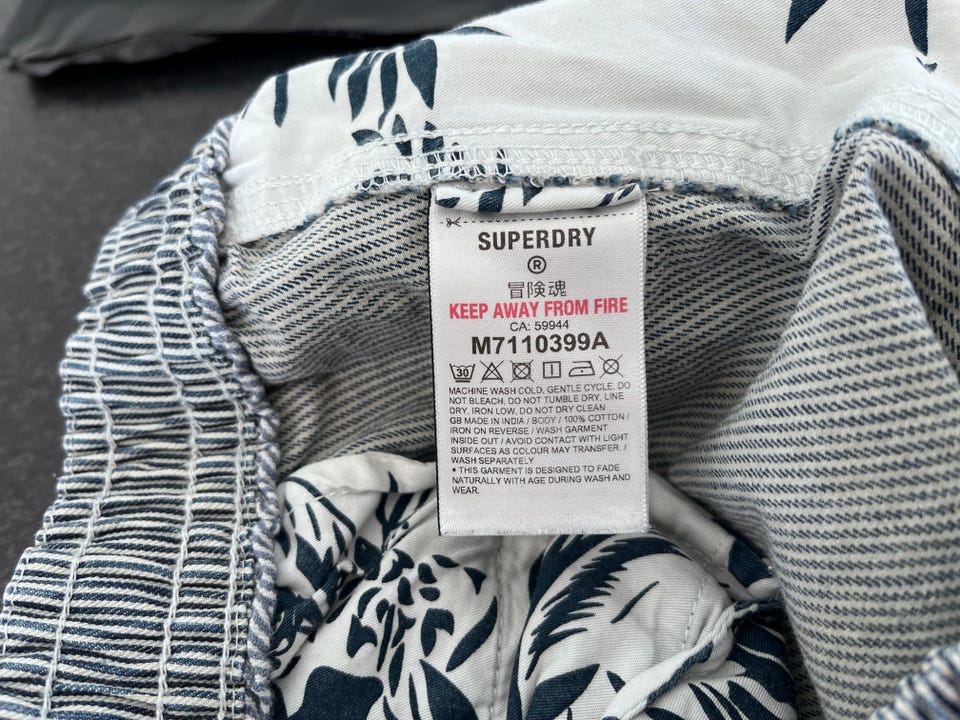 SUPERDRY
®
冒険魂
KEEP AWAY FROM FIRE
CA: 59944
M7110399A
30
MACHINE WASH COLD, GENTLE CYCLE, DO
NOT BLEACH, DO NOT TUMBLE DRY, LINE
DRY, IRON LOW, DO NOT DRY CLEAN
GB MADE IN INDIA / BODY / 100% COTTON /
IRON ON REVERSE / WASH GARMENT
INSIDE OUT / AVOID CONTACT WITH LIGHT
SURFACES AS COLOUR MAY TRANSFER. /
WASH SEPARATELY
* THIS GARMENT IS DESIGNED TO FADE
NATURALLY WITH AGE DURING WASH AND
WEAR.